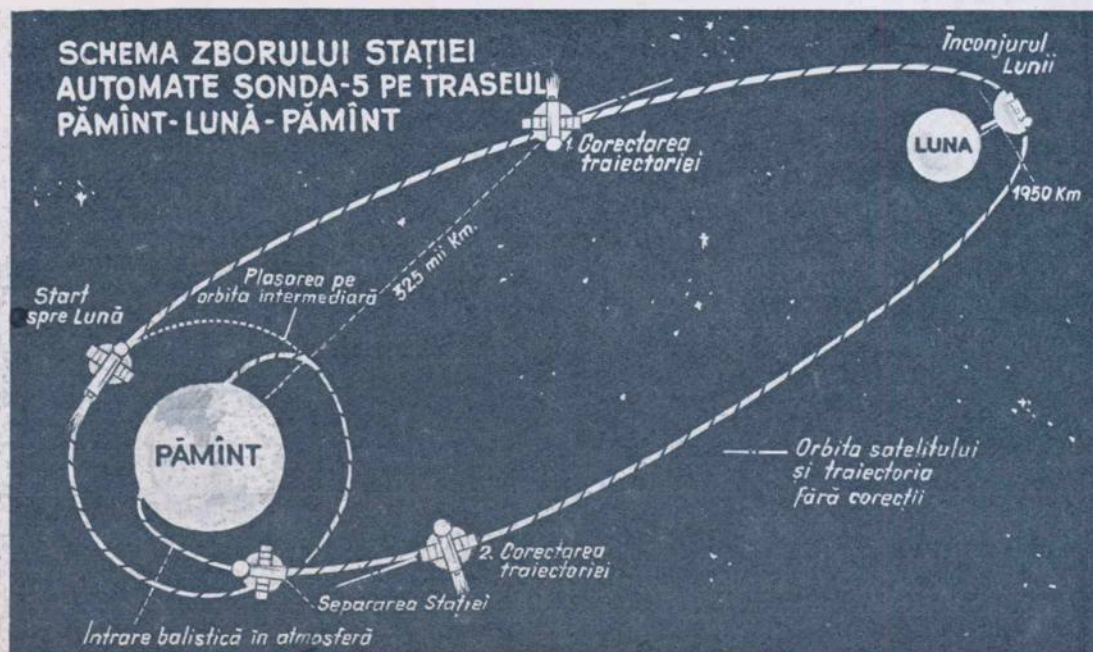 SCHEMA ZBORULUI STAȚIEI
AUTOMATE SONDA-5 PE TRASEUL
PĂMÎNT-LUNĂ-PĂMÎNT
Înconjurul
Lunii
1. Corectarea
traiectoriei
LUNA
1950 Km
325 mii Km.
Plasarea pe
orbita intermediară
Start
spre Lună
PĂMÎNT
Orbita satelitului
și traiectoria
fără corecții
2. Corectarea
traiectoriei
Separarea Stației
Intrare balistică în atmosferă